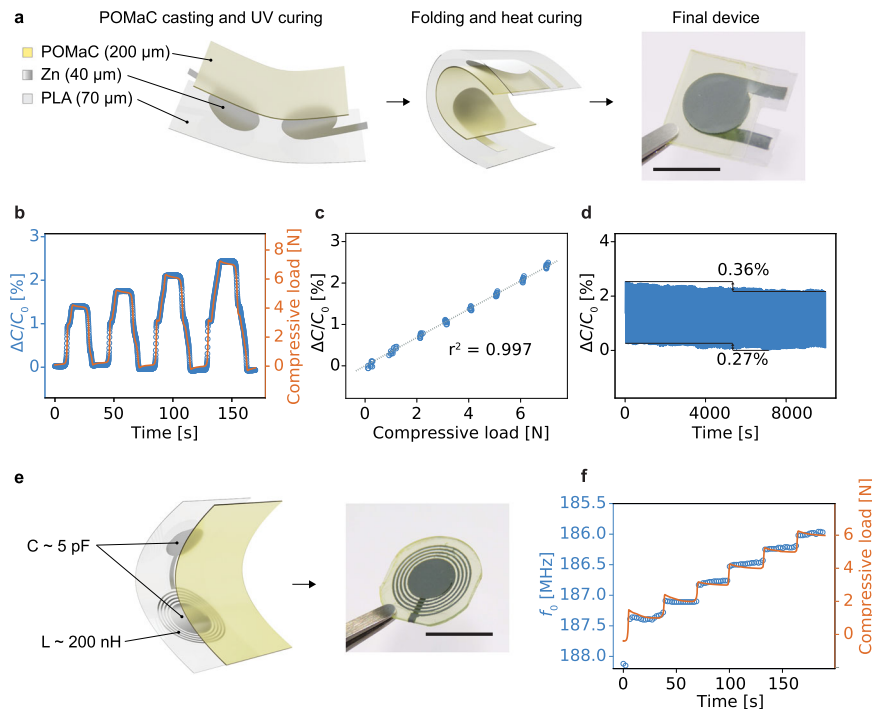 a
POMaC casting and UV curing
Folding and heat curing
Final device
POMaC (200 μm)
Zn (40 μm)
PLA (70 μm)
b
3
2
1
0
ΔC/C0 [%]
8
6
4
2
0
Compressive load [N]
0 50 100 150
Time [s]
c
3
2
1
0
ΔC/C0 [%]
r² = 0.997
0 2 4 6
Compressive load [N]
d
4
2
0
ΔC/C0 [%]
0.36%
0.27%
0 4000 8000
Time [s]
e
C ~ 5 pF
L ~ 200 nH
f
185.5
186.0
186.5
187.0
187.5
188.0
f0 [MHz]
6
4
2
0
Compressive load [N]
0 50 100 150
Time [s]